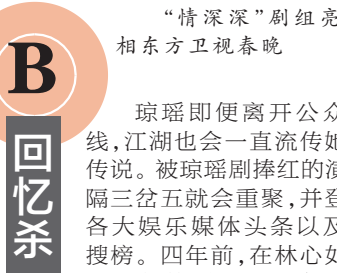 “情深深”剧组亮
相东方卫视春晚
B
回忆杀
琼瑶即便离开公众
线,江湖也会一直流传她
传说。被琼瑶剧捧红的演
隔三岔五就会重聚,并登
各大娱乐媒体头条以及
搜榜。四年前,在林心如